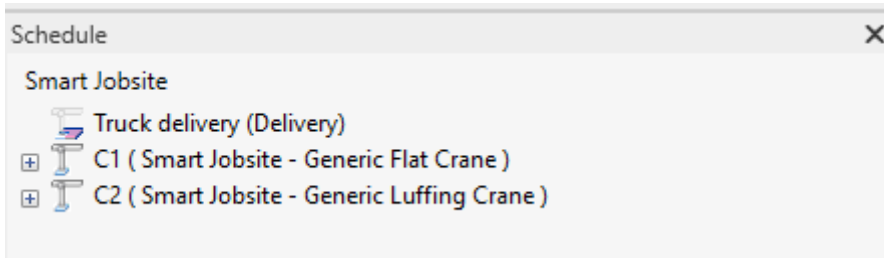 Schedule
Smart Jobsite
Truck delivery (Delivery)
C1 ( Smart Jobsite - Generic Flat Crane )
C2 ( Smart Jobsite - Generic Luffing Crane )